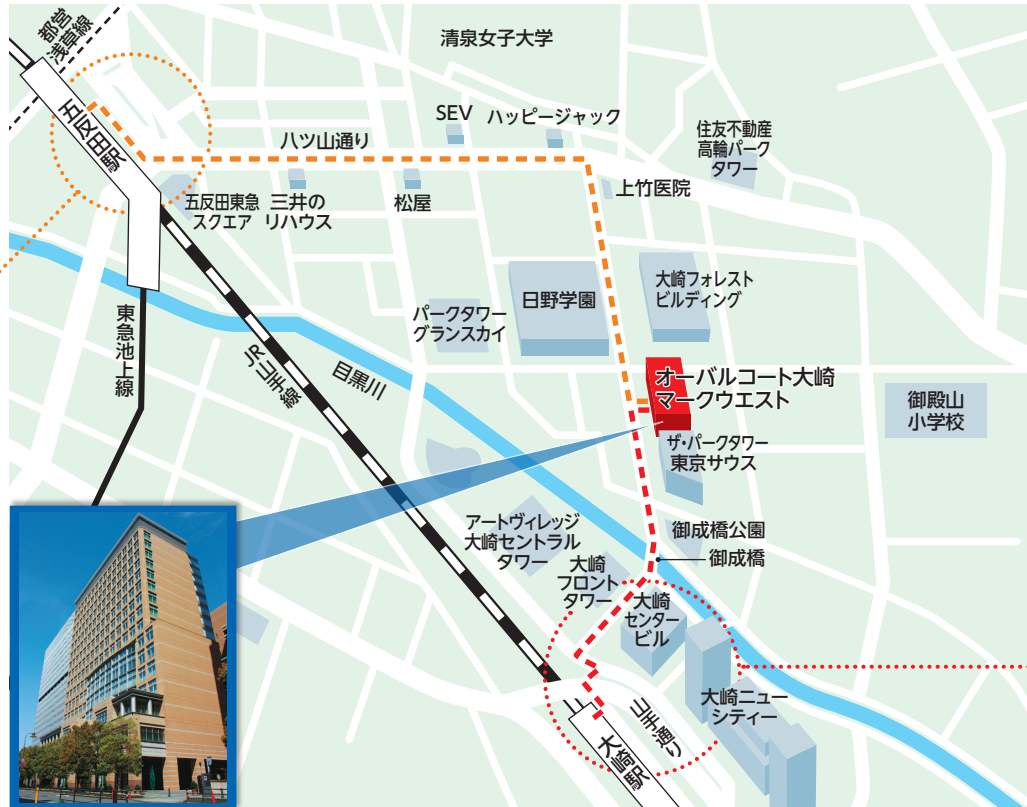 都営
浅草線
清泉女子大学
五反田駅
SEV
ハッピージャック
八ツ山通り
住友不動産
高輪パーク
タワー
上竹医院
五反田東急
スクエア
三井の
リハウス
松屋
日野学園
大崎フォレスト
ビルディング
パークタワー
グランスカイ
東急池上線
JR山手線
目黒川
オーバルコート大崎
マークウエスト
御殿山
小学校
ザ・パークタワー
東京サウス
アートヴィレッジ
大崎セントラル
タワー
御成橋公園
御成橋
大崎
フロント
タワー
大崎
センター
ビル
大崎ニュー
シティー
山手通り
大崎駅